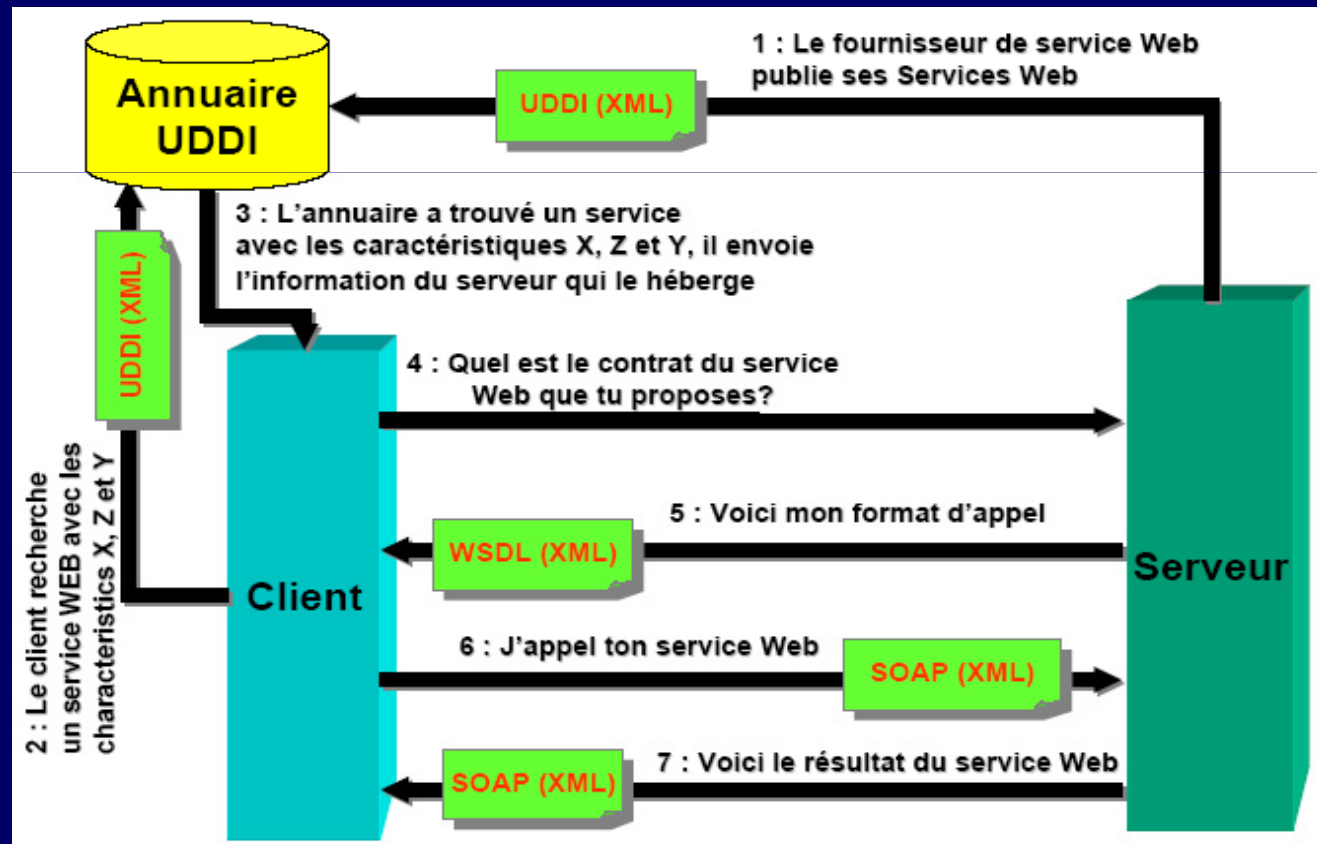 Annuaire
UDDI
1 : Le fournisseur de service Web
publie ses Services Web
UDDI (XML)
3 : L'annuaire a trouvé un service
avec les caractéristiques X, Z et Y, il envoie
l'information du serveur qui le héberge
UDDI (XML)
2 : Le client recherche
un service WEB avec les
characteristics X, Z et Y
4 : Quel est le contrat du service
Web que tu proposes?
5 : Voici mon format d'appel
WSDL (XML)
Client
Serveur
6 : J'appel ton service Web
SOAP (XML)
7 : Voici le résultat du service Web
SOAP (XML)